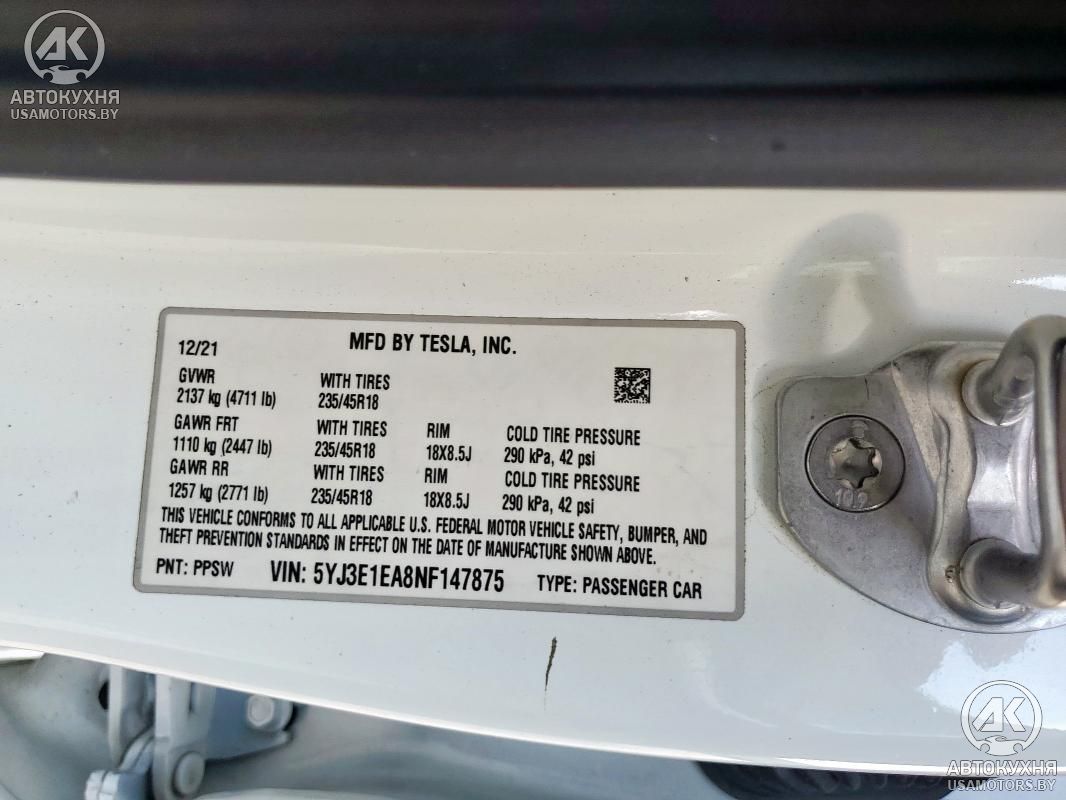 AK
АВТОКУХНЯ
USAMOTORS.BY
12/21 MFD BY TESLA, INC.
GVWR WITH TIRES
2137 kg (4711 lb) 235/45R18
GAWR FRT WITH TIRES RIM COLD TIRE PRESSURE
1110 kg (2447 lb) 235/45R18 18X8.5J 290 kPa, 42 psi
GAWR RR WITH TIRES RIM COLD TIRE PRESSURE
1257 kg (2771 lb) 235/45R18 18X8.5J 290 kPa, 42 psi
THIS VEHICLE CONFORMS TO ALL APPLICABLE U.S. FEDERAL MOTOR VEHICLE SAFETY, BUMPER, AND
THEFT PREVENTION STANDARDS IN EFFECT ON THE DATE OF MANUFACTURE SHOWN ABOVE.
PNT: PPSW VIN: 5YJ3E1EA8NF147875 TYPE: PASSENGER CAR
AK
АВТОКУХНЯ
USAMOTORS.BY